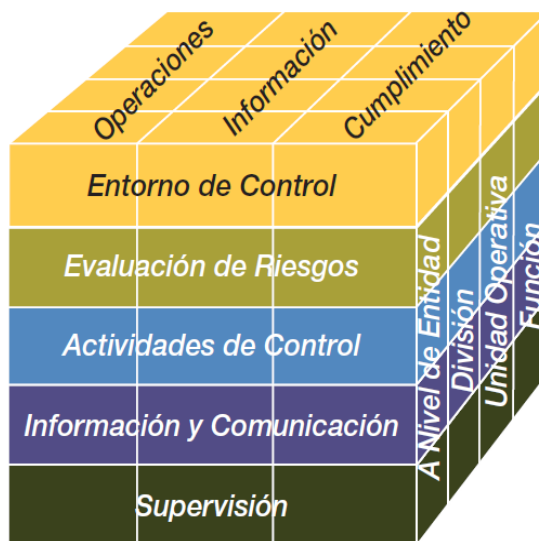 Operaciones
Información
Cumplimiento
Entorno de Control
Evaluación de Riesgos
Actividades de Control
Información y Comunicación
Supervisión
A Nivel de Entidad
División
Unidad Operativa
Función